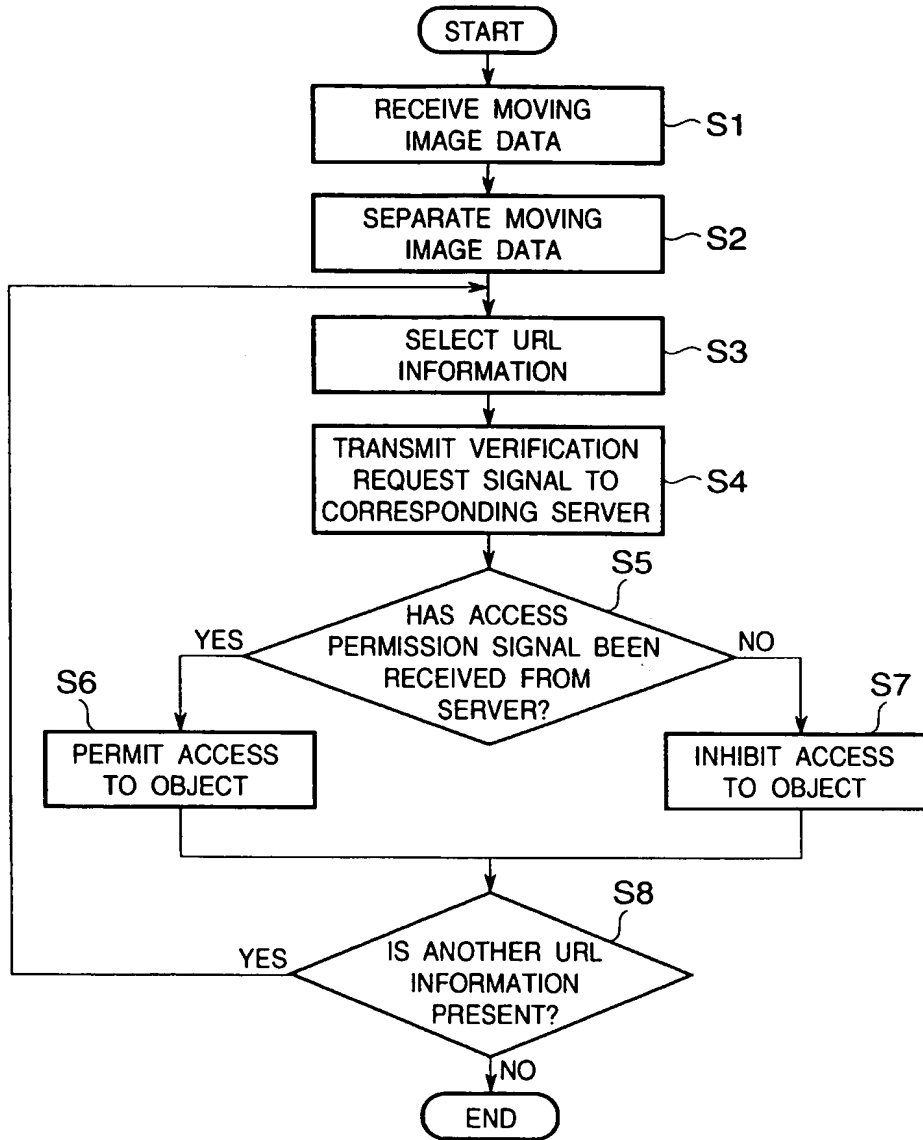 START
RECEIVE MOVING
IMAGE DATA
S1
SEPARATE MOVING
IMAGE DATA
S2
SELECT URL
INFORMATION
S3
TRANSMIT VERIFICATION
REQUEST SIGNAL TO
CORRESPONDING SERVER
S4
S5
HAS ACCESS
PERMISSION SIGNAL BEEN
RECEIVED FROM
SERVER?
YES
NO
S6
PERMIT ACCESS
TO OBJECT
S7
INHIBIT ACCESS
TO OBJECT
S8
IS ANOTHER URL
INFORMATION
PRESENT?
YES
NO
END